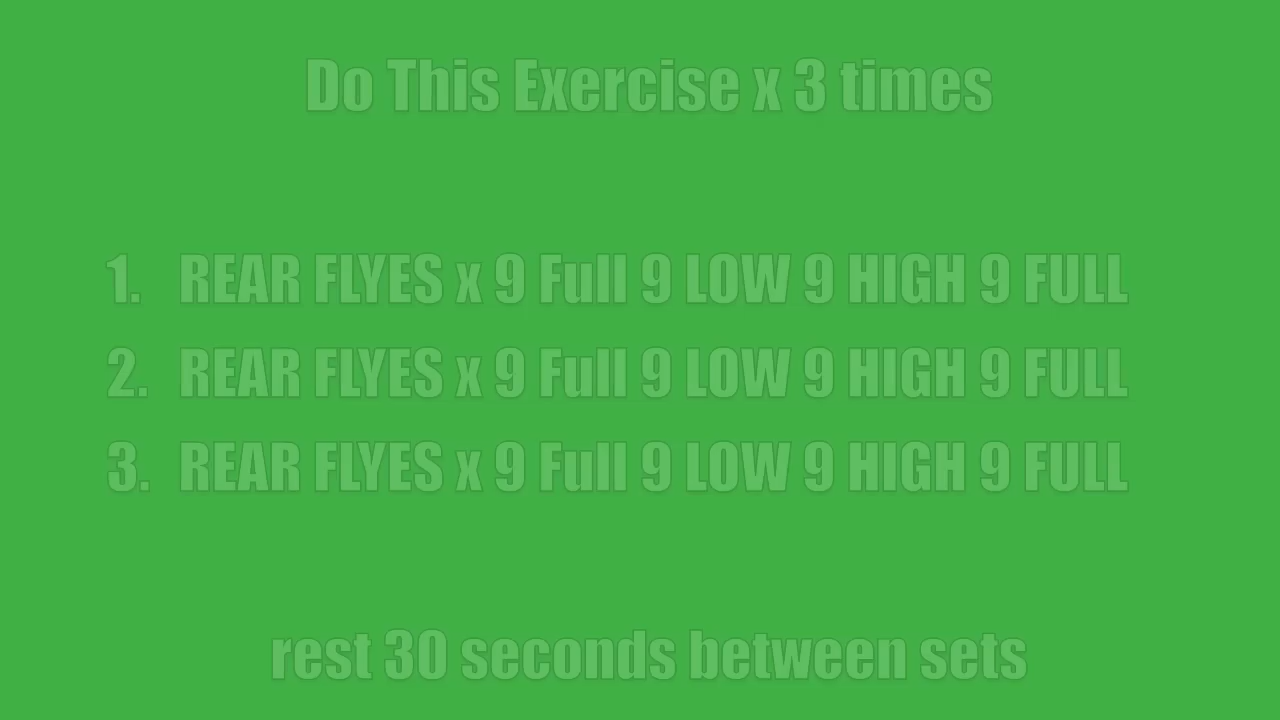 Do This Exercise x 3 times
1. REAR FLYES x 9 Full 9 LOW 9 HIGH 9 FULL
2. REAR FLYES x 9 Full 9 LOW 9 HIGH 9 FULL
3. REAR FLYES x 9 Full 9 LOW 9 HIGH 9 FULL
rest 30 seconds between sets